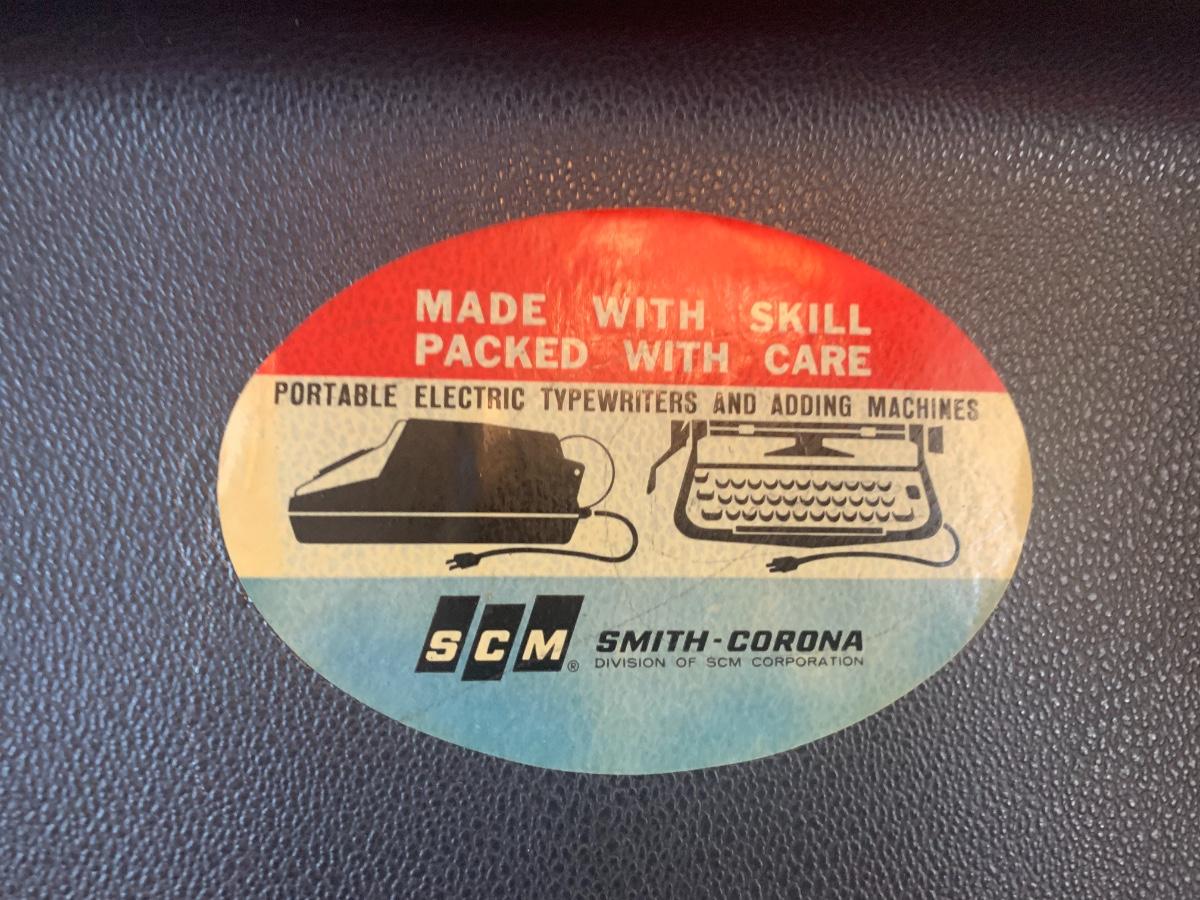 MADE WITH SKILL
PACKED WITH CARE
PORTABLE ELECTRIC TYPEWRITERS AND ADDING MACHINES
SCM® SMITH-CORONA
DIVISION OF SCM CORPORATION